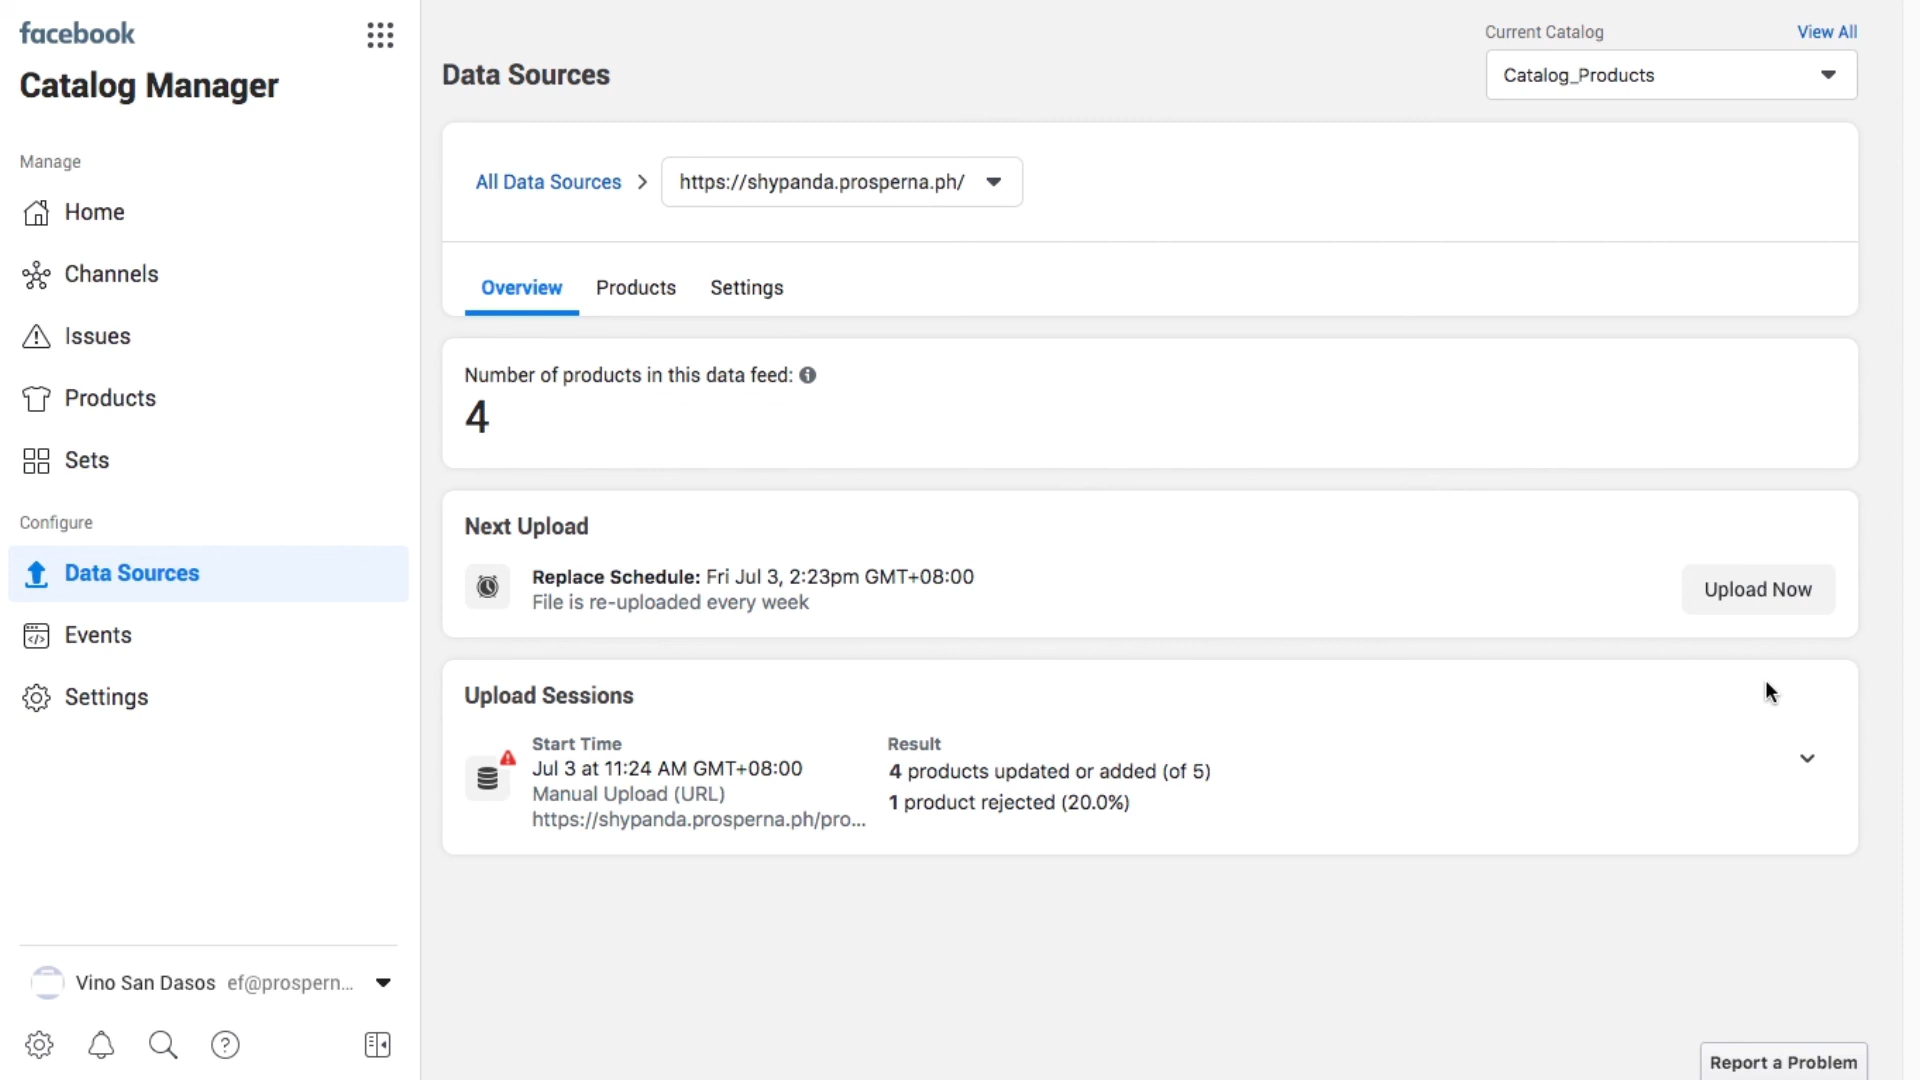 facebook
Catalog Manager
Manage
Home
Channels
Issues
Products
Sets
Configure
Data Sources
Events
Settings
Vino San Dasos ef@prospern...
Data Sources
Current Catalog
View All
Catalog_Products
All Data Sources
https://shypanda.prosperna.ph/
Overview
Products
Settings
Number of products in this data feed:
4
Next Upload
Replace Schedule: Fri Jul 3, 2:23pm GMT+08:00
File is re-uploaded every week
Upload Now
Upload Sessions
Start Time
Jul 3 at 11:24 AM GMT+08:00
Manual Upload (URL)
https://shypanda.prosperna.ph/pro...
Result
4 products updated or added (of 5)
1 product rejected (20.0%)
Report a Problem